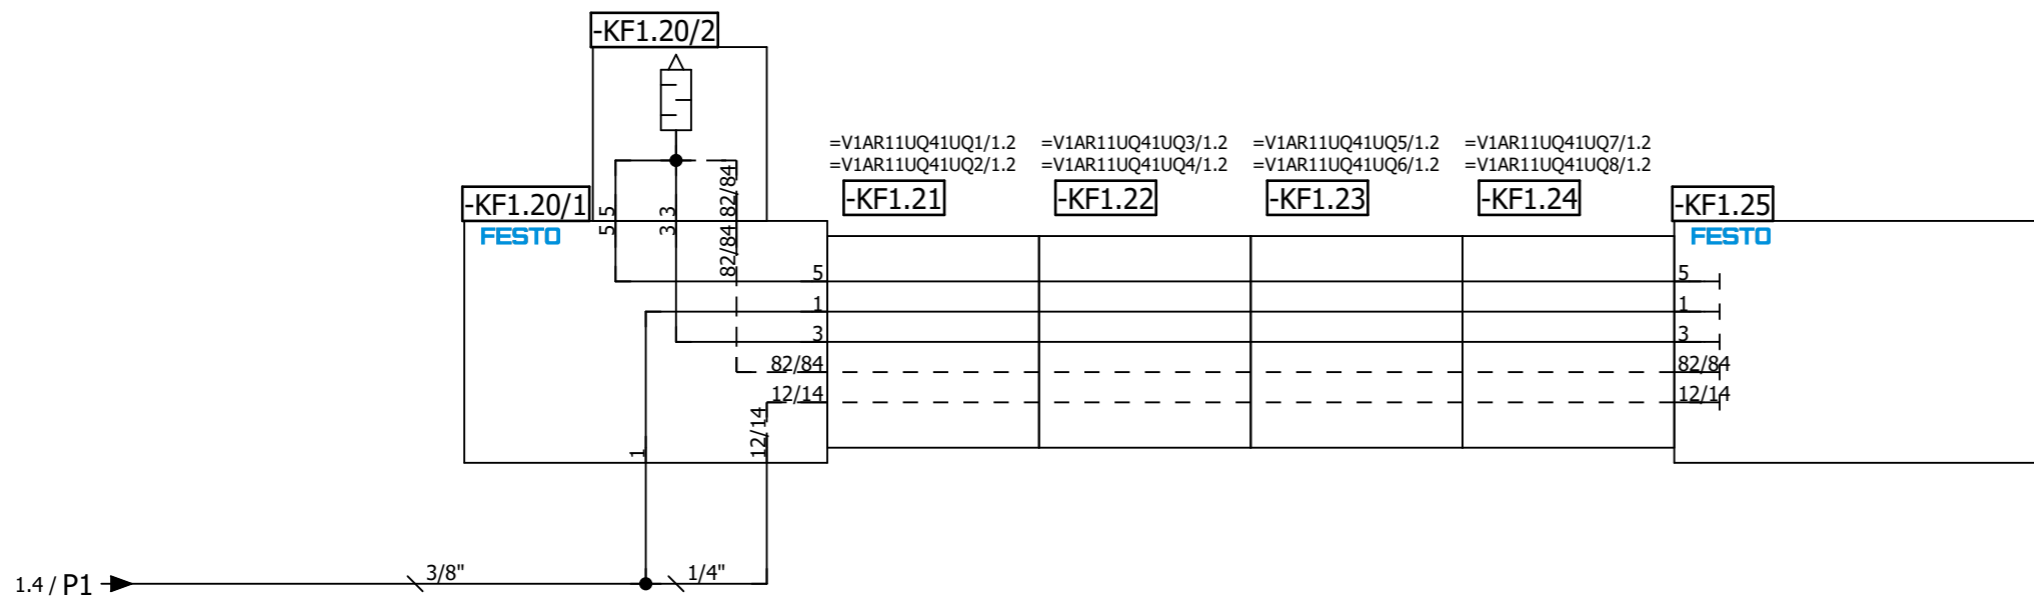 -KF1.20/2
=V1AR11UQ41UQ1/1.2 =V1AR11UQ41UQ3/1.2 =V1AR11UQ41UQ5/1.2 =V1AR11UQ41UQ7/1.2
=V1AR11UQ41UQ2/1.2 =V1AR11UQ41UQ4/1.2 =V1AR11UQ41UQ6/1.2 =V1AR11UQ41UQ8/1.2
-KF1.20/1 -KF1.21 -KF1.22 -KF1.23 -KF1.24 -KF1.25
5 3 82/84
5 3 82/84
FESTO FESTO
5 5
1 1
3 3
82/84 82/84
12/14 12/14
1 12/14
1.4 / P1 3/8" 1/4"